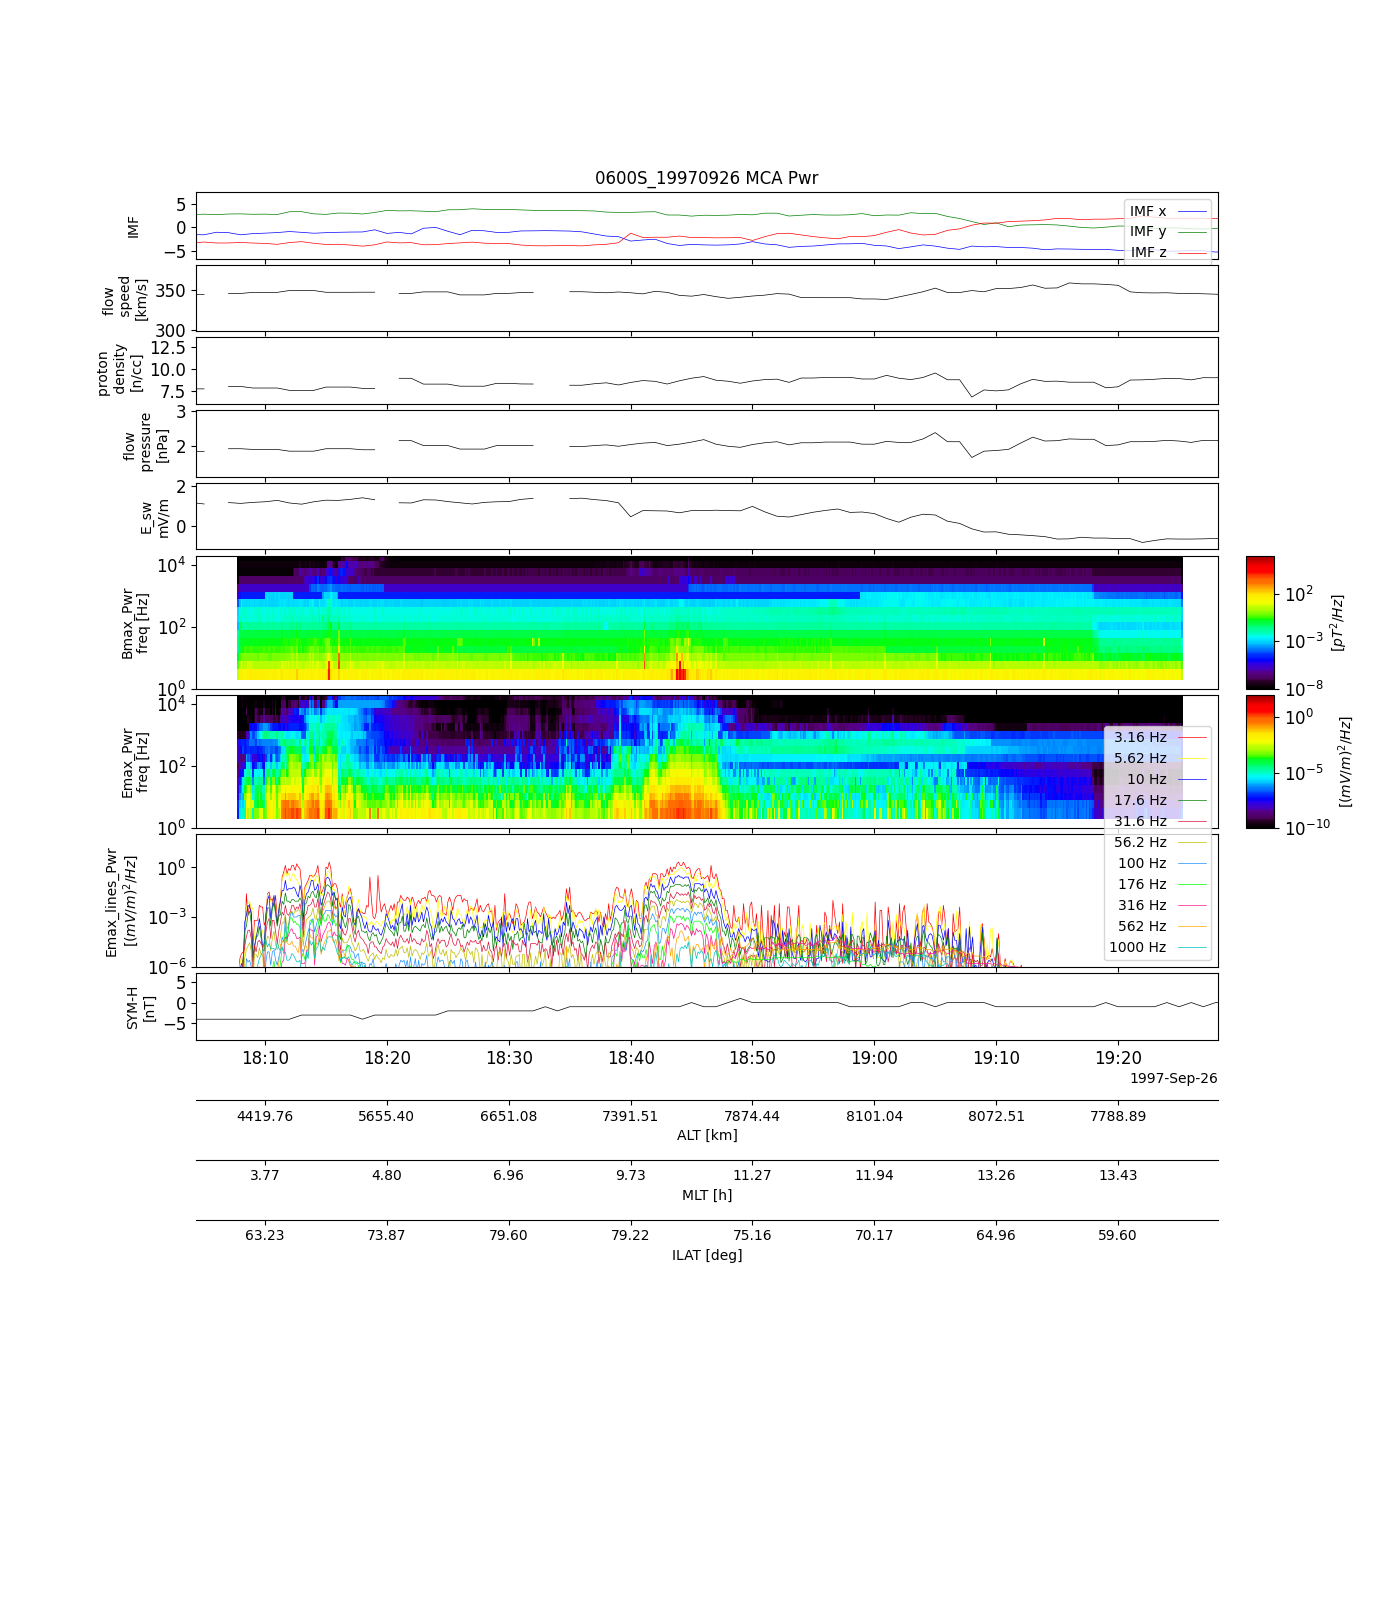 0600S_19970926 MCA Pwr
IMF
5
0
−5
IMF x
IMF y
IMF z
flow
speed
[km/s]
350
300
proton
density
[n/cc]
12.5
10.0
7.5
flow
pressure
[nPa]
3
2
E_sw
mV/m
2
0
Bmax_Pwr
freq [Hz]
10^4
10^2
10^0
10^2
10^−3
10^−8
[pT^2/Hz]
Emax_Pwr
freq [Hz]
10^4
10^2
10^0
10^0
10^−5
10^−10
[(mV/m)^2/Hz]
3.16 Hz
5.62 Hz
10 Hz
17.6 Hz
31.6 Hz
56.2 Hz
100 Hz
176 Hz
316 Hz
562 Hz
1000 Hz
Emax_lines_Pwr
[(mV/m)^2/Hz]
10^0
10^−3
10^−6
SYM-H
[nT]
5
0
−5
18:10 18:20 18:30 18:40 18:50 19:00 19:10 19:20
1997-Sep-26
4419.76 5655.40 6651.08 7391.51 7874.44 8101.04 8072.51 7788.89
ALT [km]
3.77 4.80 6.96 9.73 11.27 11.94 13.26 13.43
MLT [h]
63.23 73.87 79.60 79.22 75.16 70.17 64.96 59.60
ILAT [deg]